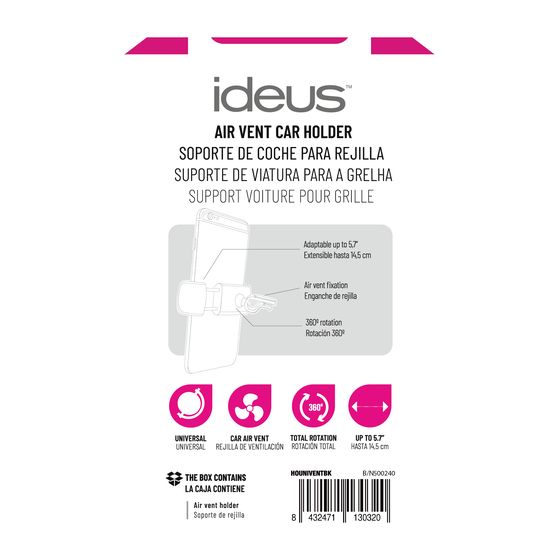 ideus™
AIR VENT CAR HOLDER
SOPORTE DE COCHE PARA REJILLA
SUPORTE DE VIATURA PARA A GRELHA
SUPPORT VOITURE POUR GRILLE
Adaptable up to 5,7"
Extensible hasta 14,5 cm
Air vent fixation
Enganche de rejilla
360º rotation
Rotación 360º
360º
UNIVERSAL
UNIVERSAL
CAR AIR VENT
REJILLA DE VENTILACIÓN
TOTAL ROTATION
ROTACIÓN TOTAL
UP TO 5.7"
HASTA 14,5 cm
THE BOX CONTAINS
LA CAJA CONTIENE
Air vent holder
Soporte de rejilla
HOUNIVENTBK B/N500240
8 432471 130320